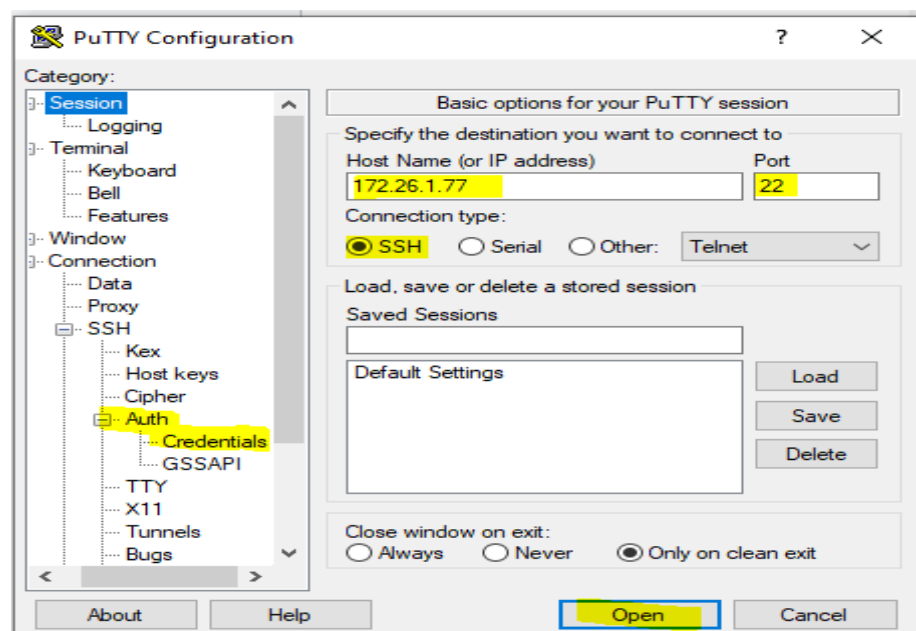 PuTTY Configuration
?
Category:
Session
Logging
Terminal
Keyboard
Bell
Features
Window
Connection
Data
Proxy
SSH
Kex
Host keys
Cipher
Auth
Credentials
GSSAPI
TTY
X11
Tunnels
Bugs
Basic options for your PuTTY session
Specify the destination you want to connect to
Host Name (or IP address) Port
172.26.1.77 22
Connection type:
SSH Serial Other: Telnet
Load, save or delete a stored session
Saved Sessions
Default Settings
Load
Save
Delete
Close window on exit:
Always Never Only on clean exit
About Help Open Cancel